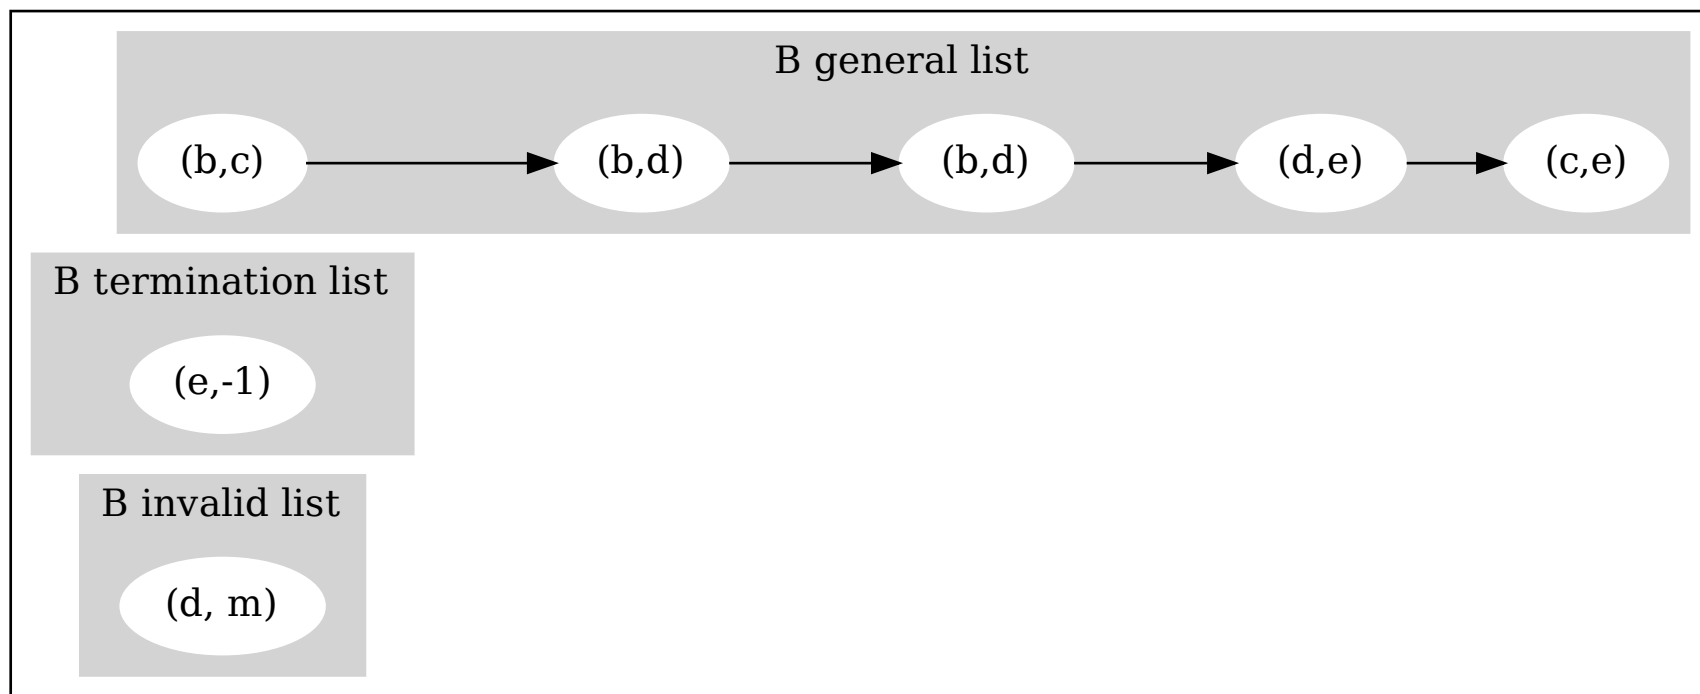 B general list
(b,c) (b,d) (b,d) (d,e) (c,e)
B termination list
(e,-1)
B invalid list
(d, m)